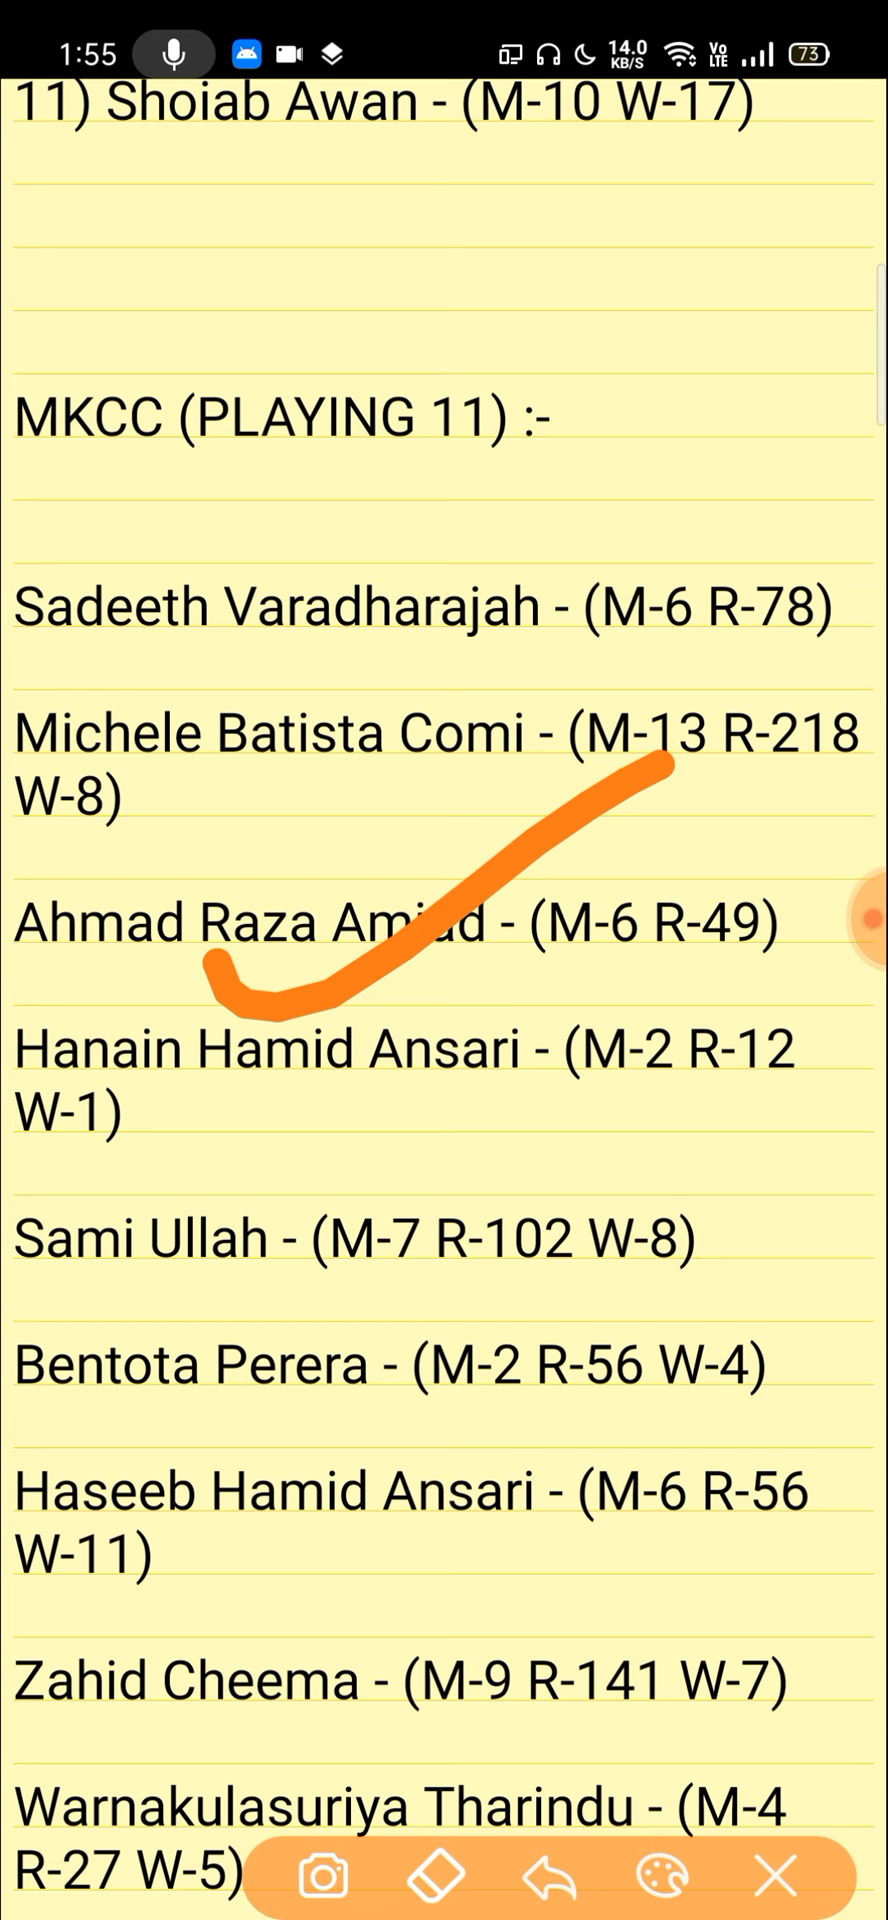 1:55 14.0 KB/S Vo LTE 73
11) Shoiab Awan - (M-10 W-17)
MKCC (PLAYING 11) :-
Sadeeth Varadharajah - (M-6 R-78)
Michele Batista Comi - (M-13 R-218
W-8)
Ahmad Raza - (M-6 R-49)
Hanain Hamid Ansari - (M-2 R-12
W-1)
Sami Ullah - (M-7 R-102 W-8)
Bentota Perera - (M-2 R-56 W-4)
Haseeb Hamid Ansari - (M-6 R-56
W-11)
Zahid Cheema - (M-9 R-141 W-7)
Warnakulasuriya Tharindu - (M-4
R-27 W-5)